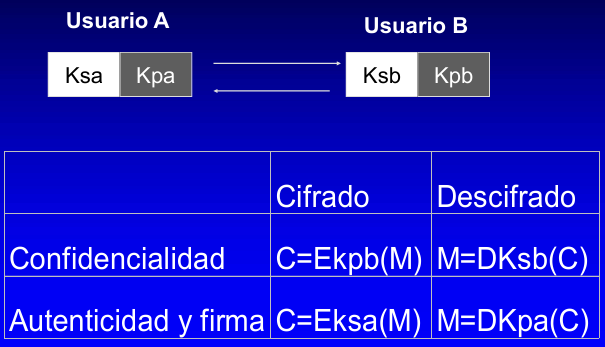 Usuario A
Usuario B
Ksa Kpa
Ksb Kpb
Cifrado Descifrado
Confidencialidad C=Ekpb(M) M=DKsb(C)
Autenticidad y firma C=Eksa(M) M=DKpa(C)